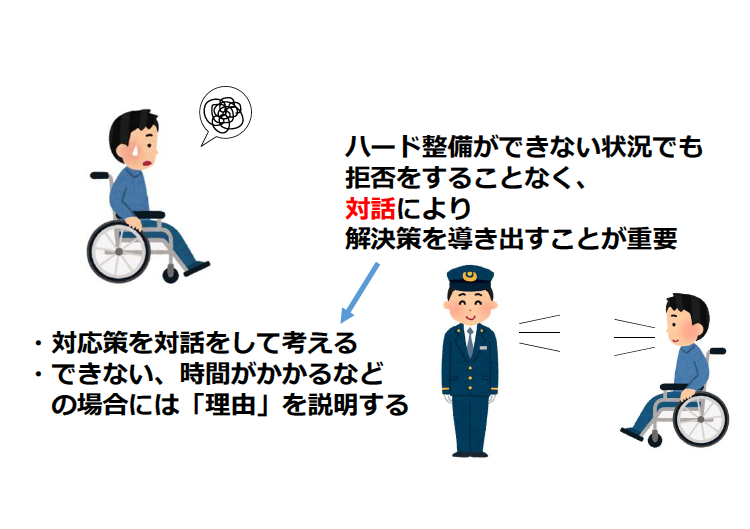 ハード整備ができない状況でも
拒否をすることなく、
対話により
解決策を導き出すことが重要
・対応策を対話をして考える
・できない、時間がかかるなど
の場合には「理由」を説明する